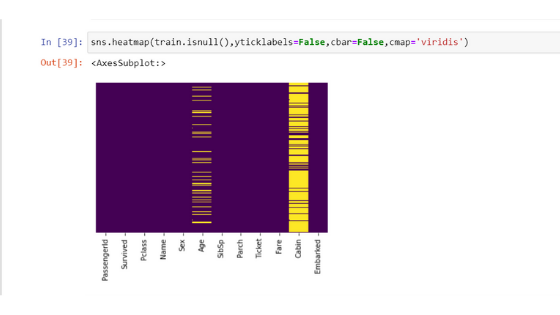 In [39]: sns.heatmap(train.isnull(),yticklabels=False,cbar=False,cmap='viridis')
Out[39]: <AxesSubplot:>
PassengerId
Survived
Pclass
Name
Sex
Age
SibSp
Parch
Ticket
Fare
Cabin
Embarked